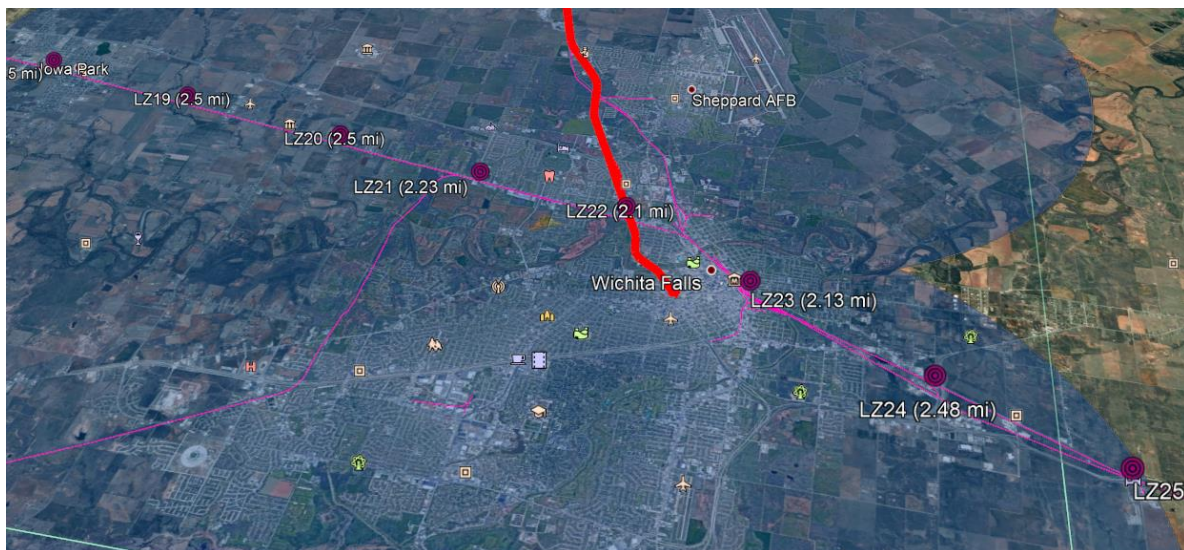 Iowa Park
5 mi)
LZ19 (2.5 mi)
Sheppard AFB
LZ20 (2.5 mi)
LZ21 (2.23 mi)
LZ22 (2.1 mi)
Wichita Falls
LZ23 (2.13 mi)
LZ24 (2.48 mi)
LZ25